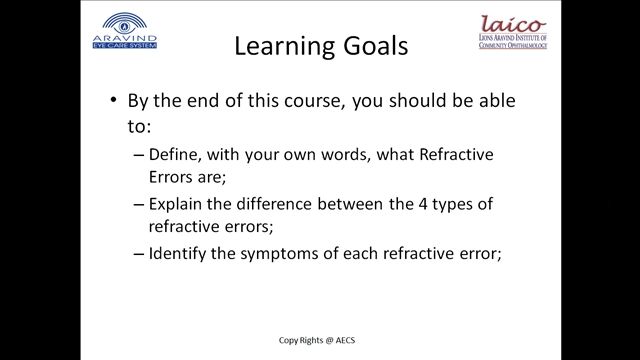 ARAVIND
EYE CARE SYSTEM
Learning Goals
laico
LIONS ARAVIND INSTITUTE OF
COMMUNITY OPHTHALMOLOGY
• By the end of this course, you should be able
to:
– Define, with your own words, what Refractive
Errors are;
– Explain the difference between the 4 types of
refractive errors;
– Identify the symptoms of each refractive error;
Copy Rights @ AECS